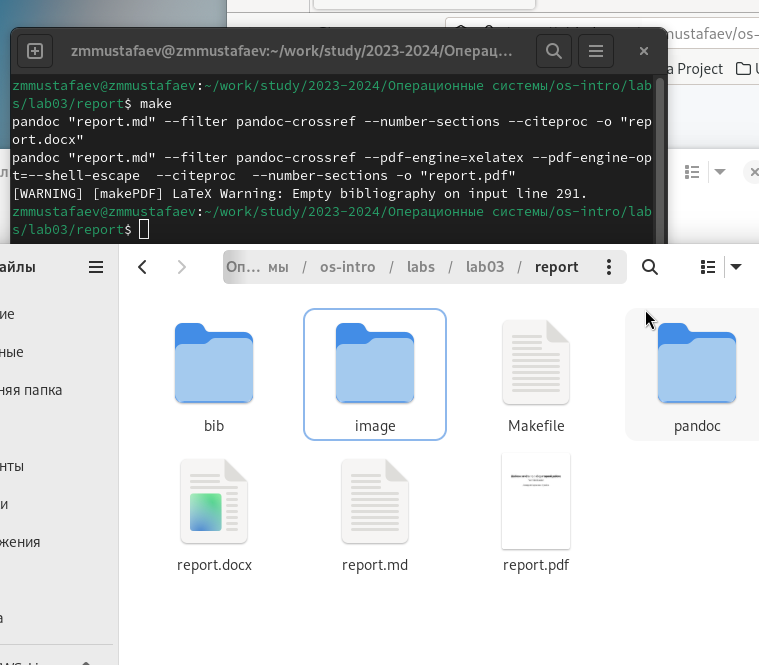 mustafaev/os-
zmmustafaev@zmmustafaev:~/work/study/2023-2024/Операц...
a Project
zmmustafaev@zmmustafaev:~/work/study/2023-2024/Операционные системы/os-intro/lab
s/lab03/report$ make
pandoc "report.md" --filter pandoc-crossref --number-sections --citeproc -o "rep
ort.docx"
pandoc "report.md" --filter pandoc-crossref --pdf-engine=xelatex --pdf-engine-op
t=--shell-escape  --citeproc  --number-sections -o "report.pdf"
[WARNING] [makePDF] LaTeX Warning: Empty bibliography on input line 291.
zmmustafaev@zmmustafaev:~/work/study/2023-2024/Операционные системы/os-intro/lab
s/lab03/report$
айлы
Оп... мы / os-intro / labs / lab03 / report
ие
ные
няя папка
нты
и
жения
а
bib
image
Makefile
pandoc
report.docx
report.md
report.pdf